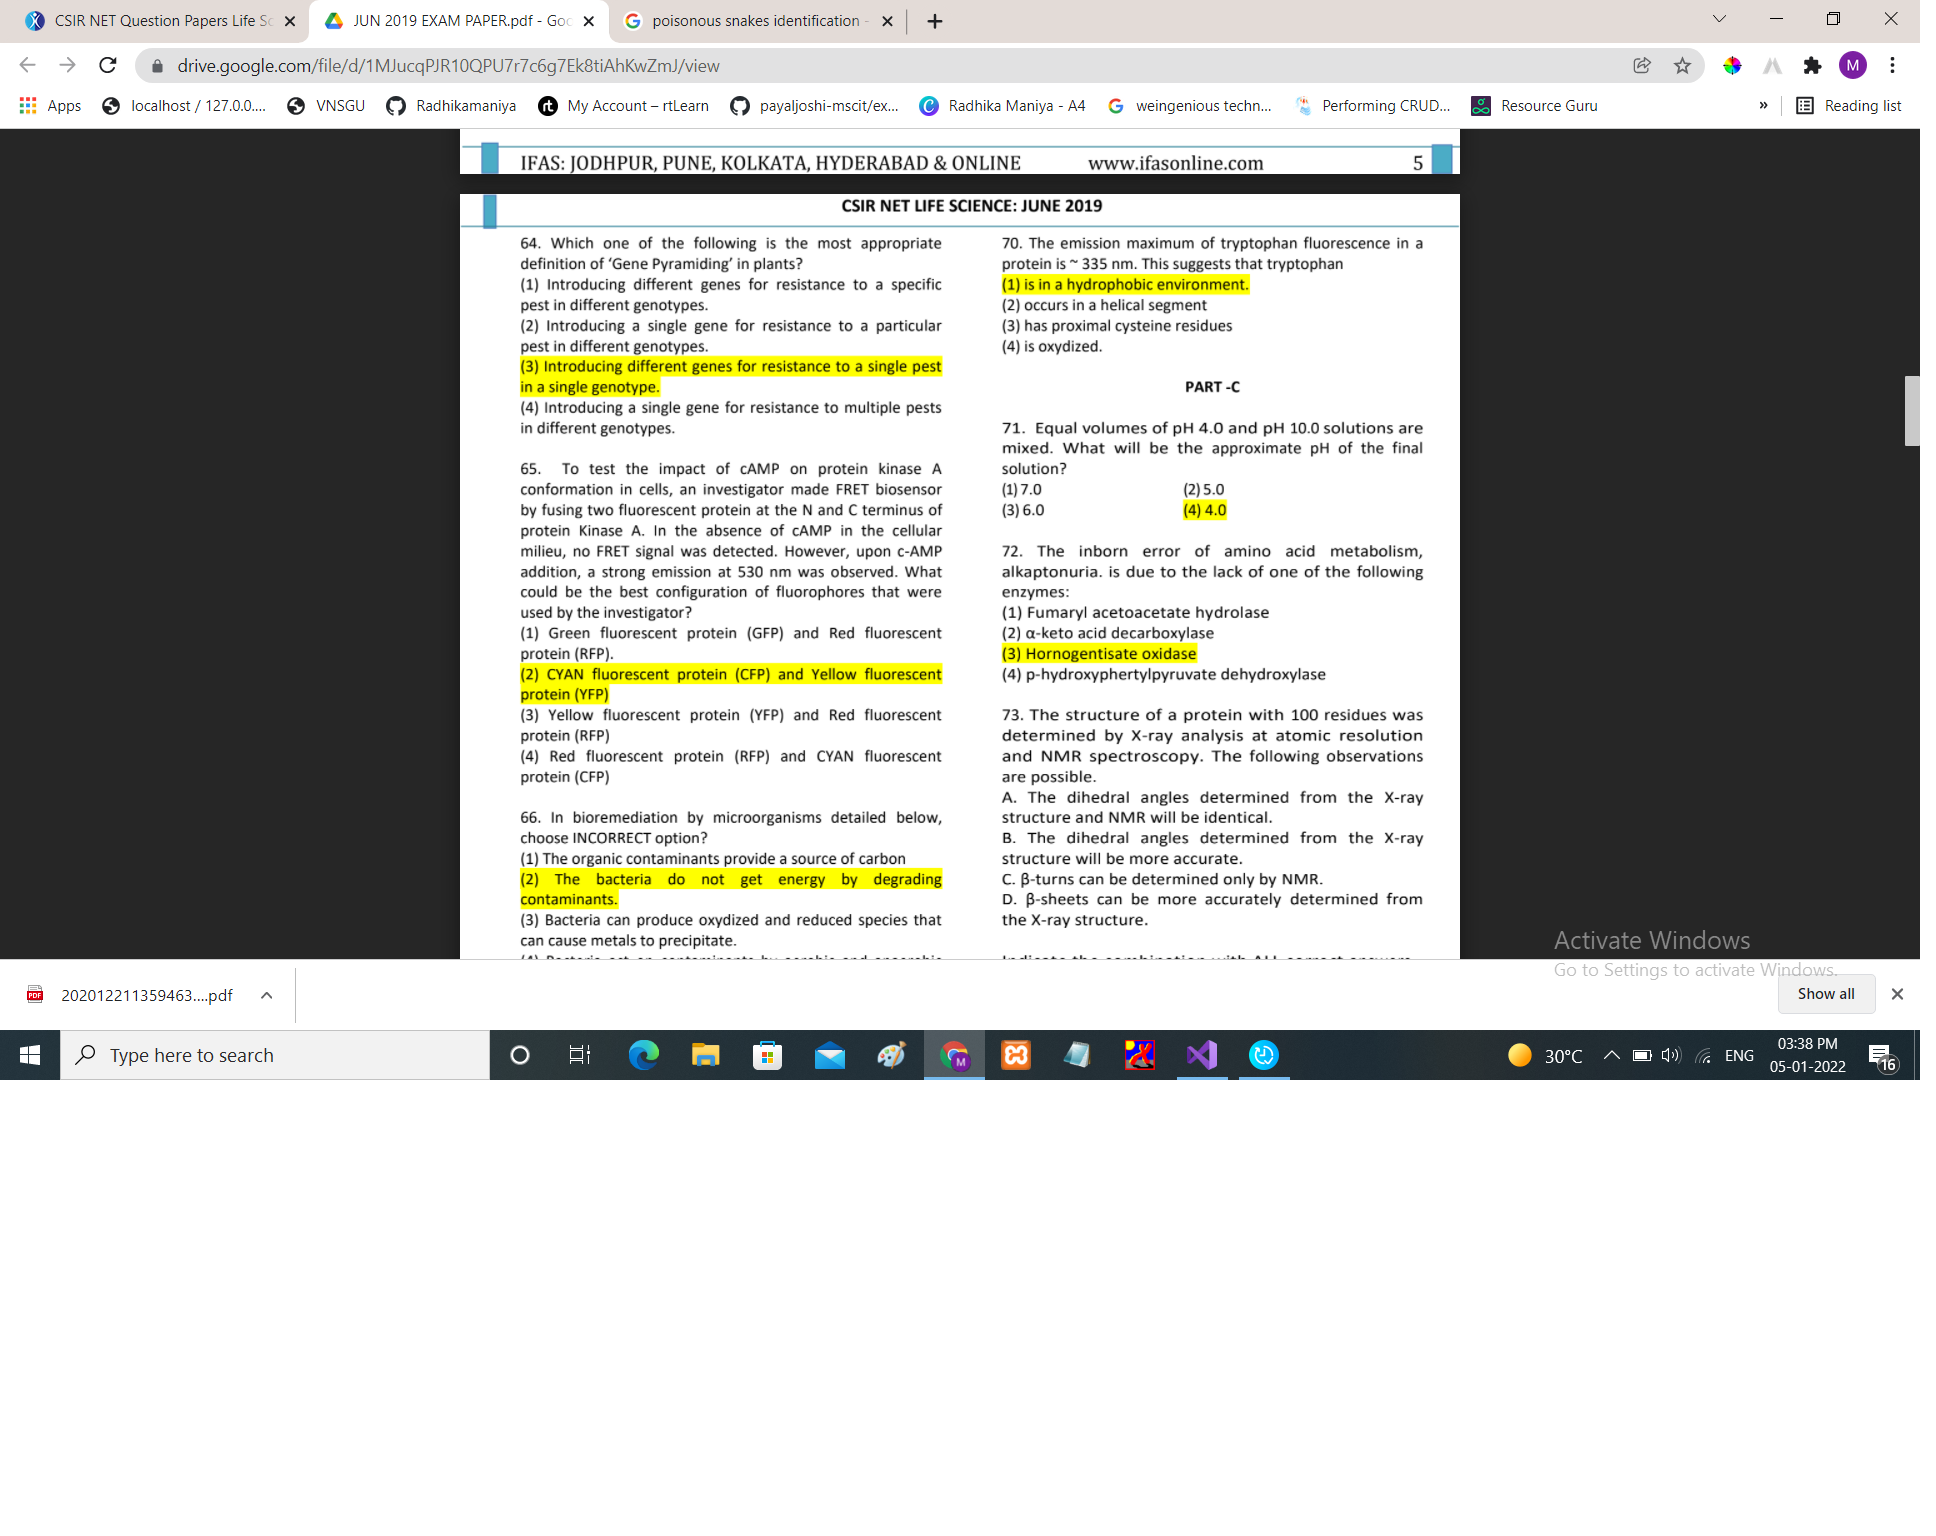 CSIR NET Question Papers Life Sc
JUN 2019 EXAM PAPER.pdf - Goo
poisonous snakes identification -
drive.google.com/file/d/1MJucqPJR10QPU7r7c6g7Ek8tiAhKwZmJ/view
M
Apps
localhost / 127.0.0....
VNSGU
Radhikamaniya
rt
My Account – rtLearn
payaljoshi-mscit/ex...
Radhika Maniya - A4
weingenious techn...
Performing CRUD...
Resource Guru
»
Reading list
IFAS: JODHPUR, PUNE, KOLKATA, HYDERABAD & ONLINE www.ifasonline.com 5
CSIR NET LIFE SCIENCE: JUNE 2019
64. Which one of the following is the most appropriate
definition of ‘Gene Pyramiding’ in plants?
(1) Introducing different genes for resistance to a specific
pest in different genotypes.
(2) Introducing a single gene for resistance to a particular
pest in different genotypes.
(3) Introducing different genes for resistance to a single pest
in a single genotype.
(4) Introducing a single gene for resistance to multiple pests
in different genotypes.
65. To test the impact of cAMP on protein kinase A
conformation in cells, an investigator made FRET biosensor
by fusing two fluorescent protein at the N and C terminus of
protein Kinase A. In the absence of cAMP in the cellular
milieu, no FRET signal was detected. However, upon c-AMP
addition, a strong emission at 530 nm was observed. What
could be the best configuration of fluorophores that were
used by the investigator?
(1) Green fluorescent protein (GFP) and Red fluorescent
protein (RFP).
(2) CYAN fluorescent protein (CFP) and Yellow fluorescent
protein (YFP)
(3) Yellow fluorescent protein (YFP) and Red fluorescent
protein (RFP)
(4) Red fluorescent protein (RFP) and CYAN fluorescent
protein (CFP)
66. In bioremediation by microorganisms detailed below,
choose INCORRECT option?
(1) The organic contaminants provide a source of carbon
(2) The bacteria do not get energy by degrading
contaminants.
(3) Bacteria can produce oxydized and reduced species that
can cause metals to precipitate.
70. The emission maximum of tryptophan fluorescence in a
protein is ~ 335 nm. This suggests that tryptophan
(1) is in a hydrophobic environment.
(2) occurs in a helical segment
(3) has proximal cysteine residues
(4) is oxydized.
PART -C
71. Equal volumes of pH 4.0 and pH 10.0 solutions are
mixed. What will be the approximate pH of the final
solution?
(1) 7.0 (2) 5.0
(3) 6.0 (4) 4.0
72. The inborn error of amino acid metabolism,
alkaptonuria. is due to the lack of one of the following
enzymes:
(1) Fumaryl acetoacetate hydrolase
(2) α-keto acid decarboxylase
(3) Hornogentisate oxidase
(4) p-hydroxyphertylpyruvate dehydroxylase
73. The structure of a protein with 100 residues was
determined by X-ray analysis at atomic resolution
and NMR spectroscopy. The following observations
are possible.
A. The dihedral angles determined from the X-ray
structure and NMR will be identical.
B. The dihedral angles determined from the X-ray
structure will be more accurate.
C. β-turns can be determined only by NMR.
D. β-sheets can be more accurately determined from
the X-ray structure.
Activate Windows
Go to Settings to activate Windows.
PDF
202012211359463....pdf
Show all
Type here to search
M
30°C
ENG
03:38 PM
05-01-2022
16